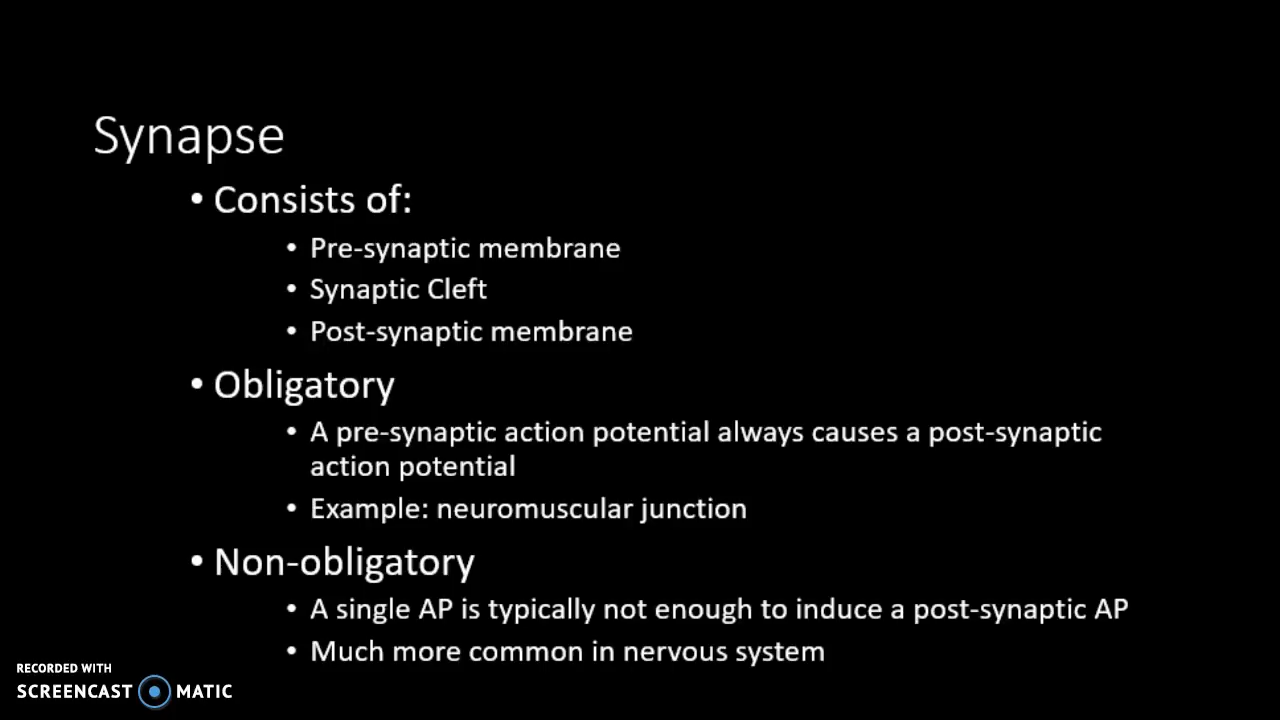 Synapse
• Consists of:
• Pre-synaptic membrane
• Synaptic Cleft
• Post-synaptic membrane
• Obligatory
• A pre-synaptic action potential always causes a post-synaptic
action potential
• Example: neuromuscular junction
• Non-obligatory
• A single AP is typically not enough to induce a post-synaptic AP
• Much more common in nervous system
RECORDED WITH
SCREENCAST MATIC